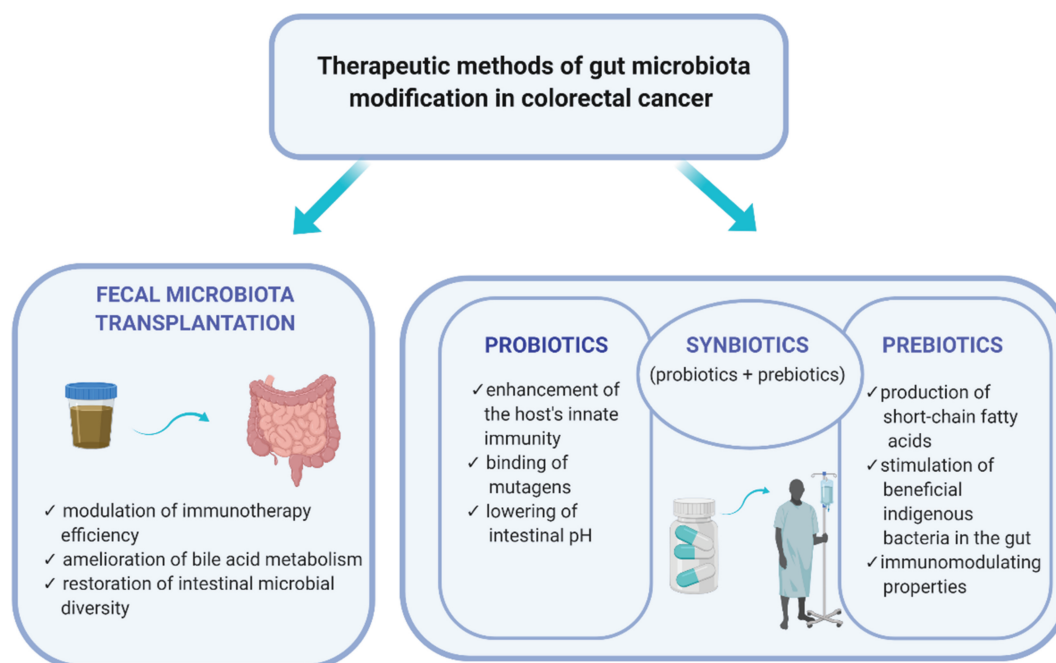 Therapeutic methods of gut microbiota
modification in colorectal cancer
FECAL MICROBIOTA
TRANSPLANTATION
✓ modulation of immunotherapy
efficiency
✓ amelioration of bile acid metabolism
✓ restoration of intestinal microbial
diversity
PROBIOTICS
✓enhancement of
the host's innate
immunity
✓ binding of
mutagens
✓ lowering of
intestinal pH
SYNBIOTICS
(probiotics + prebiotics)
PREBIOTICS
✓production of
short-chain fatty
acids
✓stimulation of
beneficial
indigenous
bacteria in the gut
✓immunomodulating
properties